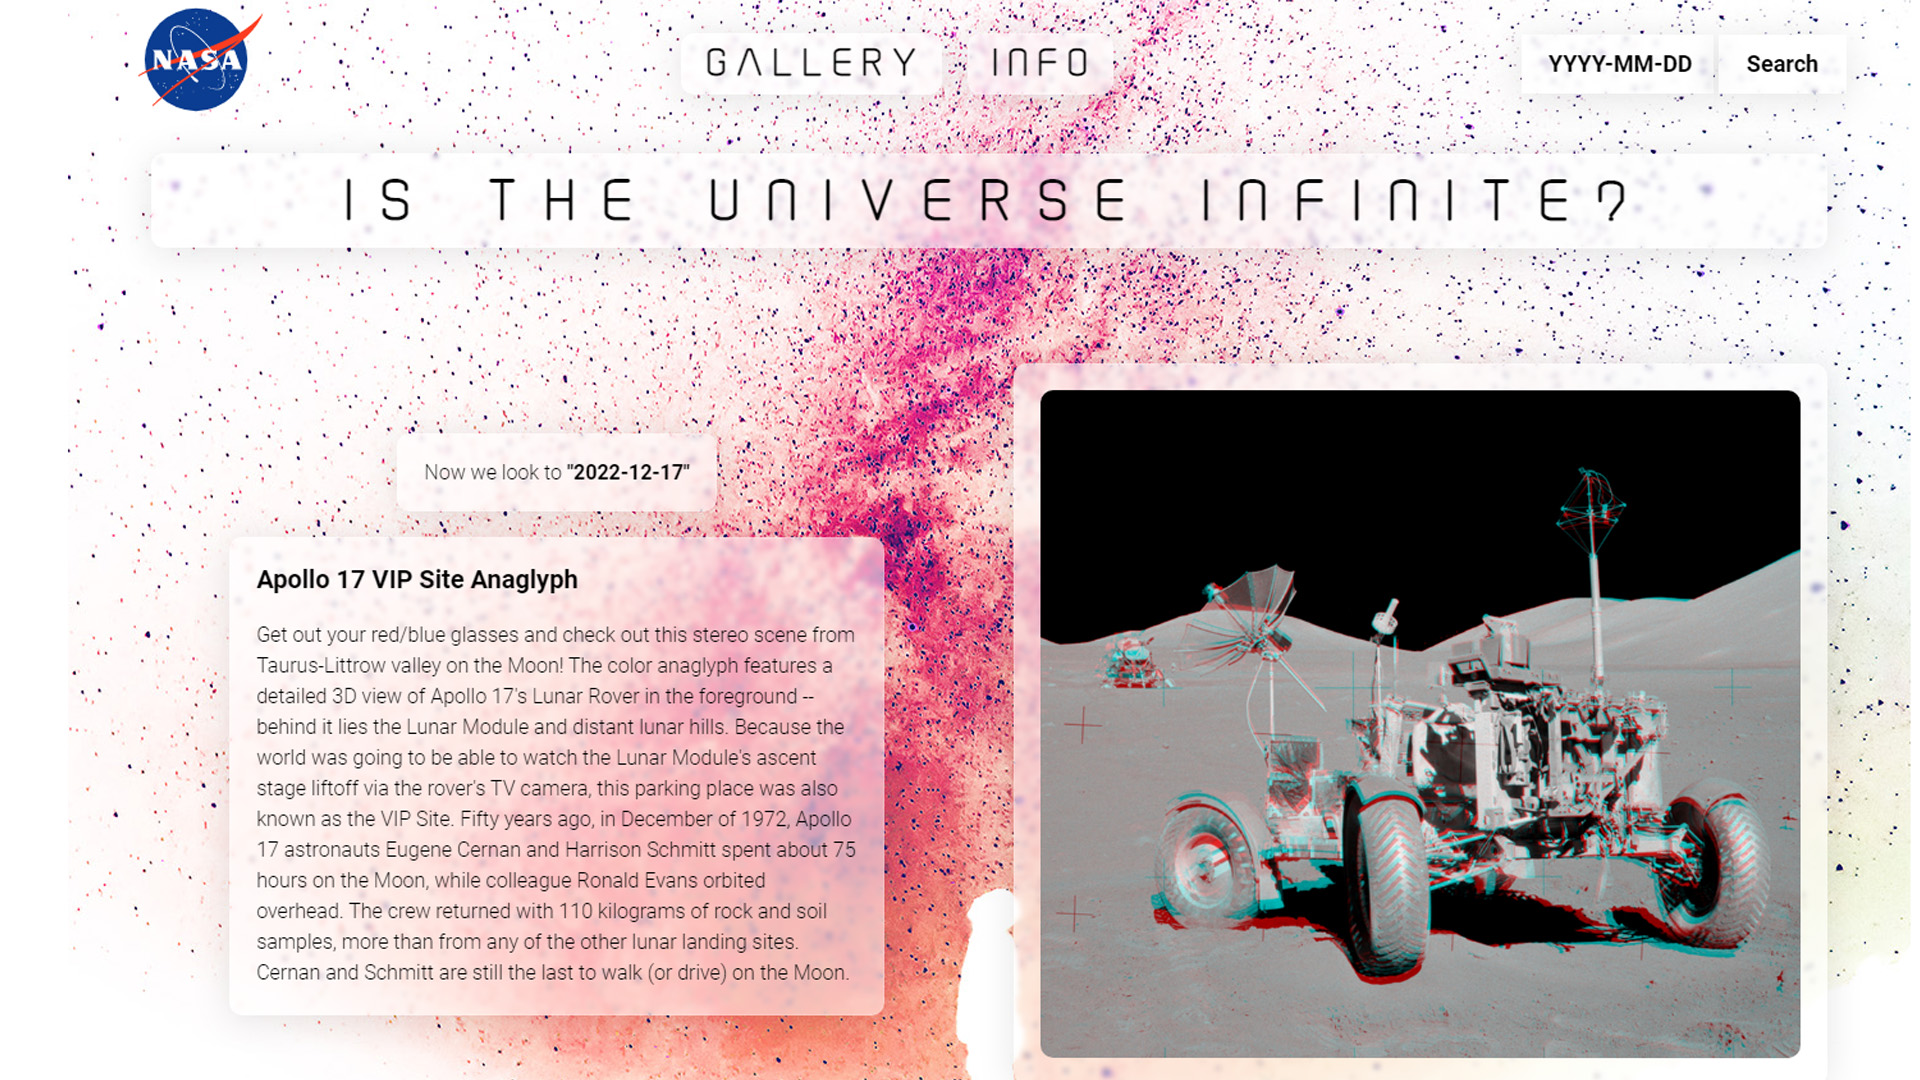 NASA
GALLERY INFO
YYYY-MM-DD Search
IS THE UNIVERSE INFINITE?
Now we look to "2022-12-17"
Apollo 17 VIP Site Anaglyph
Get out your red/blue glasses and check out this stereo scene from
Taurus-Littrow valley on the Moon! The color anaglyph features a
detailed 3D view of Apollo 17's Lunar Rover in the foreground --
behind it lies the Lunar Module and distant lunar hills. Because the
world was going to be able to watch the Lunar Module's ascent
stage liftoff via the rover's TV camera, this parking place was also
known as the VIP Site. Fifty years ago, in December of 1972, Apollo
17 astronauts Eugene Cernan and Harrison Schmitt spent about 75
hours on the Moon, while colleague Ronald Evans orbited
overhead. The crew returned with 110 kilograms of rock and soil
samples, more than from any of the other lunar landing sites.
Cernan and Schmitt are still the last to walk (or drive) on the Moon.